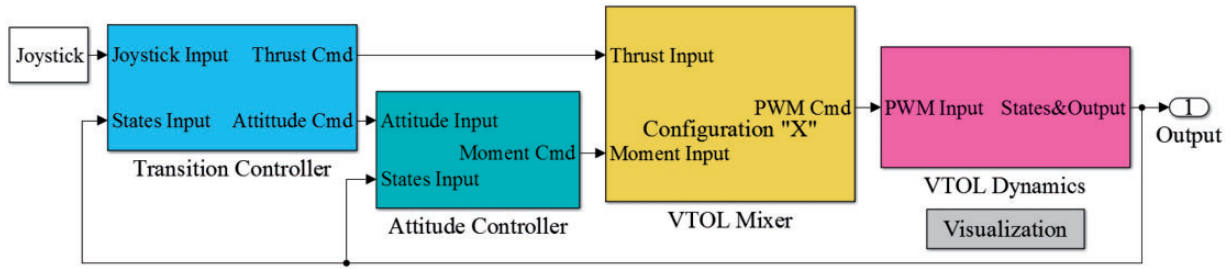 Joystick
Joystick Input
Thrust Cmd
States Input
Attittude Cmd
Transition Controller
Attitude Input
Moment Cmd
States Input
Attitude Controller
Thrust Input
PWM Cmd
Configuration "X"
Moment Input
VTOL Mixer
PWM Input
States&Output
VTOL Dynamics
1
Output
Visualization